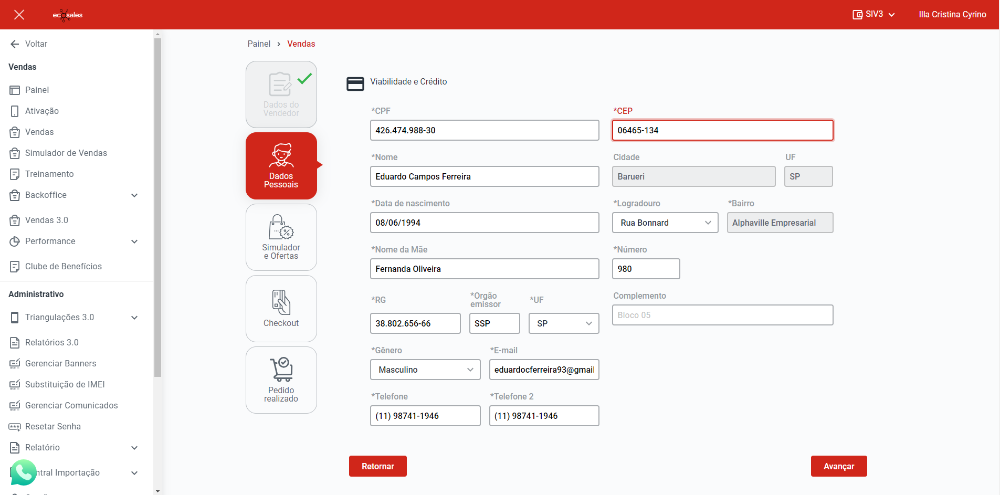 ecosales
SIV3
Illa Cristina Cyrino
Voltar
Vendas
Painel
Ativação
Vendas
Simulador de Vendas
Treinamento
Backoffice
Vendas 3.0
Performance
Clube de Benefícios
Administrativo
Triangulações 3.0
Relatórios 3.0
Gerenciar Banners
Substituição de IMEI
Gerenciar Comunicados
Resetar Senha
Relatório
ntral Importação
Painel > Vendas
Dados do
Vendedor
Dados
Pessoais
Simulador
e Ofertas
Checkout
Pedido
realizado
Viabilidade e Crédito
*CPF
426.474.988-30
*Nome
Eduardo Campos Ferreira
*Data de nascimento
08/06/1994
*Nome da Mãe
Fernanda Oliveira
*RG
38.802.656-66
*Orgão
emissor
SSP
*UF
SP
*Gênero
Masculino
*E-mail
eduardocferreira93@gmail
*Telefone
(11) 98741-1946
*Telefone 2
(11) 98741-1946
*CEP
06465-134
Cidade
Barueri
UF
SP
*Logradouro
Rua Bonnard
*Bairro
Alphaville Empresarial
*Número
980
Complemento
Bloco 05
Retornar
Avançar